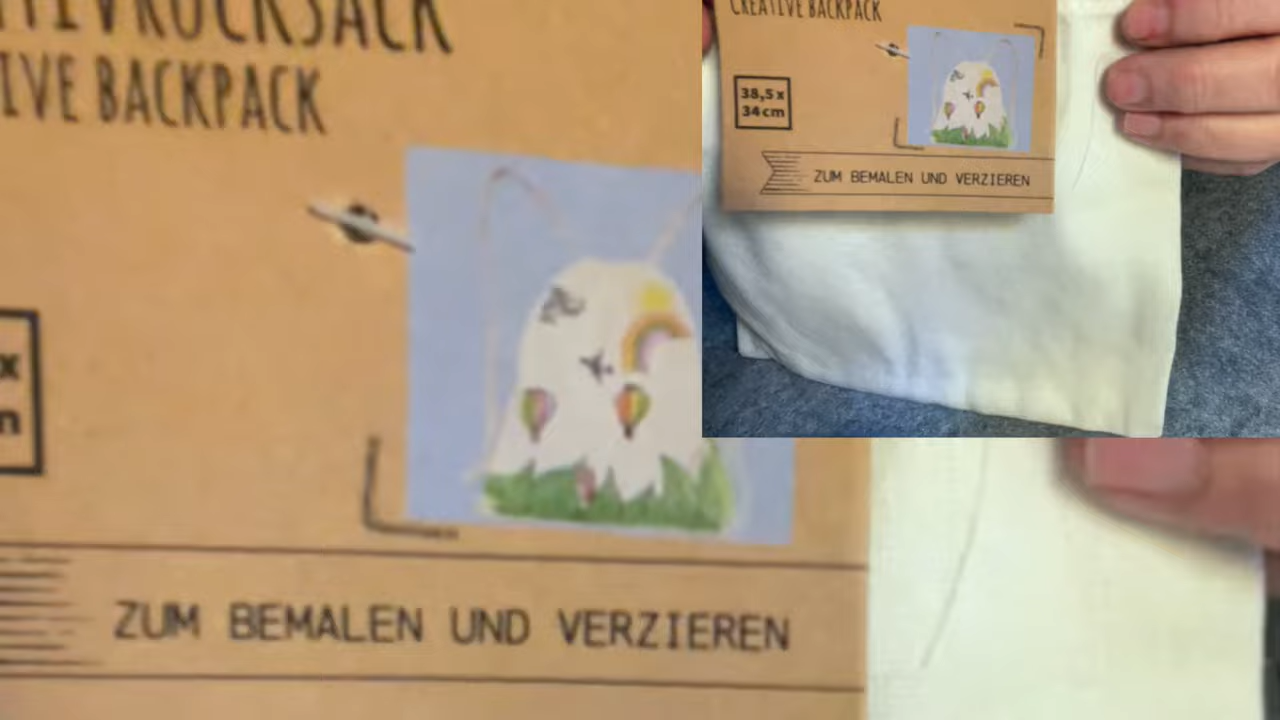 IVE BACKPACK
ZUM BEMALEN UND VERZIEREN
CREATIVE BACKPACK
38,5 x
34 cm
ZUM BEMALEN UND VERZIEREN